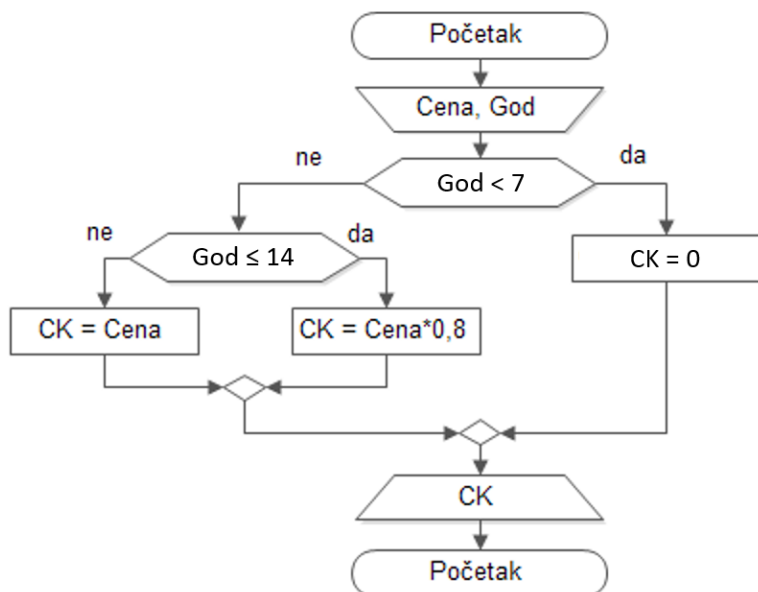 Početak
Cena, God
ne
da
God < 7
ne
da
God ≤ 14
CK = 0
CK = Cena
CK = Cena*0,8
CK
Početak